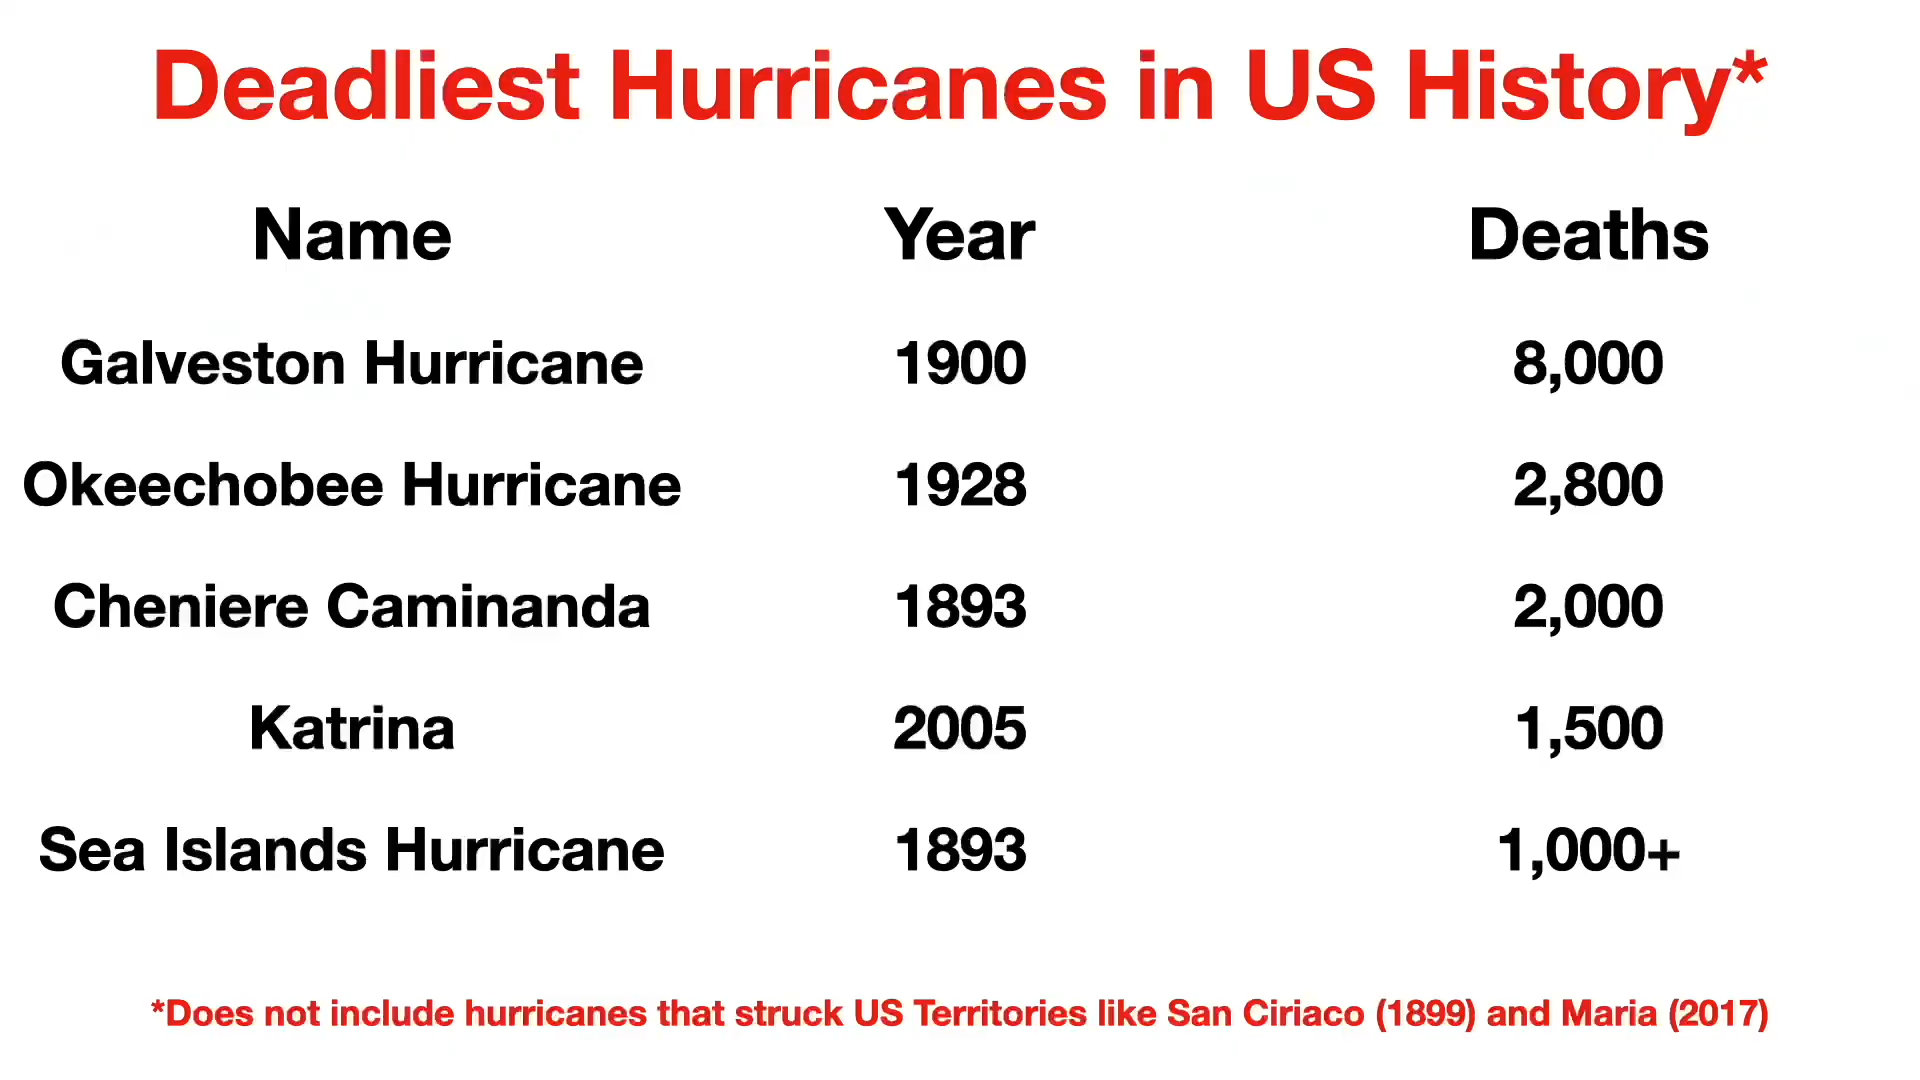 Deadliest Hurricanes in US History*
Name Year Deaths
Galveston Hurricane 1900 8,000
Okeechobee Hurricane 1928 2,800
Cheniere Caminanda 1893 2,000
Katrina 2005 1,500
Sea Islands Hurricane 1893 1,000+
*Does not include hurricanes that struck US Territories like San Ciriaco (1899) and Maria (2017)